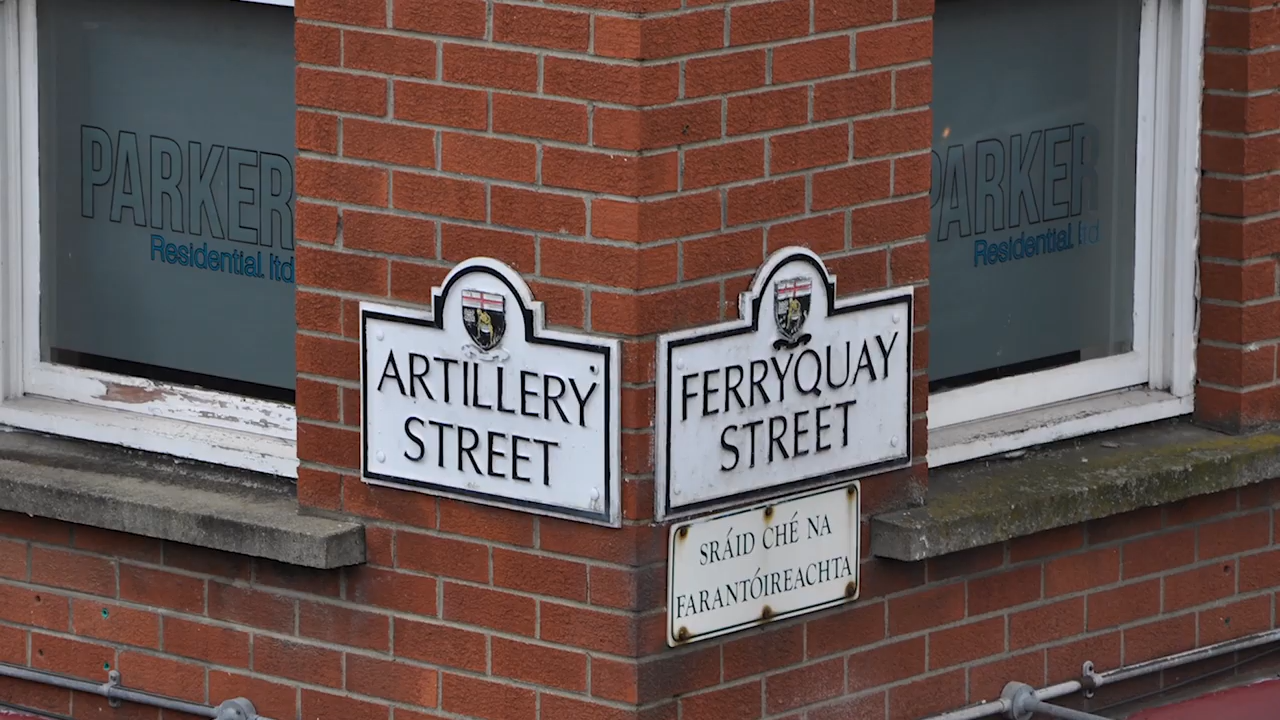 PARKER
Residential ltd
ARTILLERY
STREET
FERRYQUAY
STREET
SRÁID CHÉ NA
FARANTÓIREACHTA
PARKER
Residential ltd